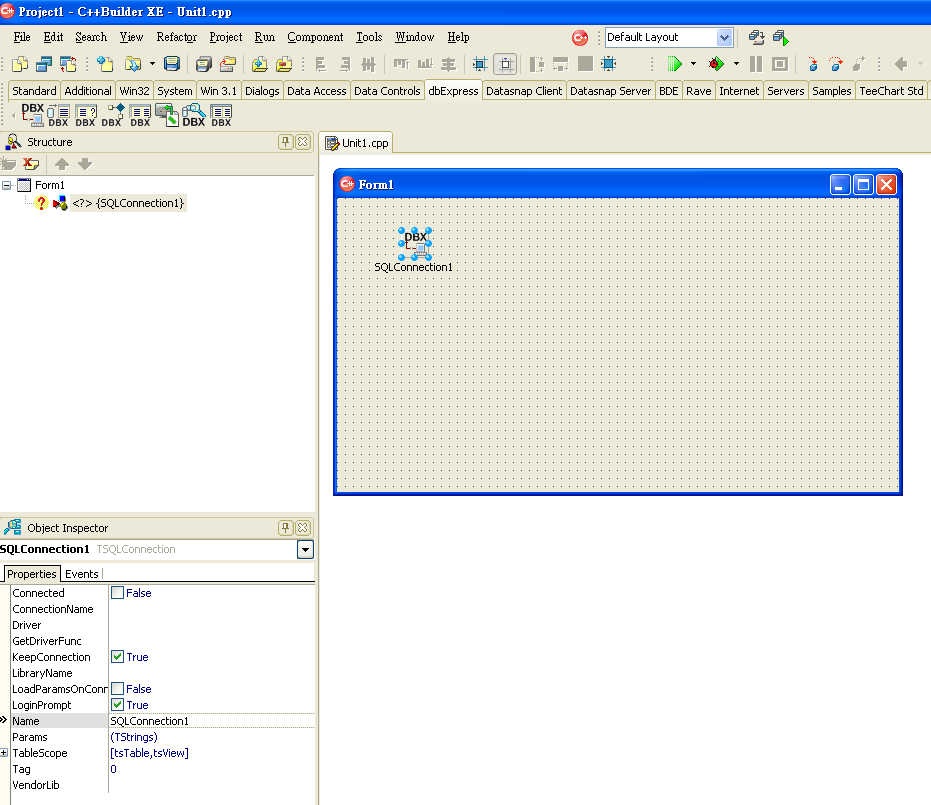 Project1 - C++Builder XE - Unit1.cpp
File Edit Search View Refactor Project Run Component Tools Window Help Default Layout
Standard Additional Win32 System Win 3.1 Dialogs Data Access Data Controls dbExpress Datasnap Client Datasnap Server BDE Rave Internet Servers Samples TeeChart Std
DBX DBX DBX DBX DBX DBX DBX
Structure
Unit1.cpp
Form1
<?> {SQLConnection1}
Form1
DBX
SQLConnection1
Object Inspector
SQLConnection1 TSQLConnection
Properties Events
Connected False
ConnectionName
Driver
GetDriverFunc
KeepConnection True
LibraryName
LoadParamsOnConn False
LoginPrompt True
Name SQLConnection1
Params (TStrings)
TableScope [tsTable,tsView]
Tag 0
VendorLib